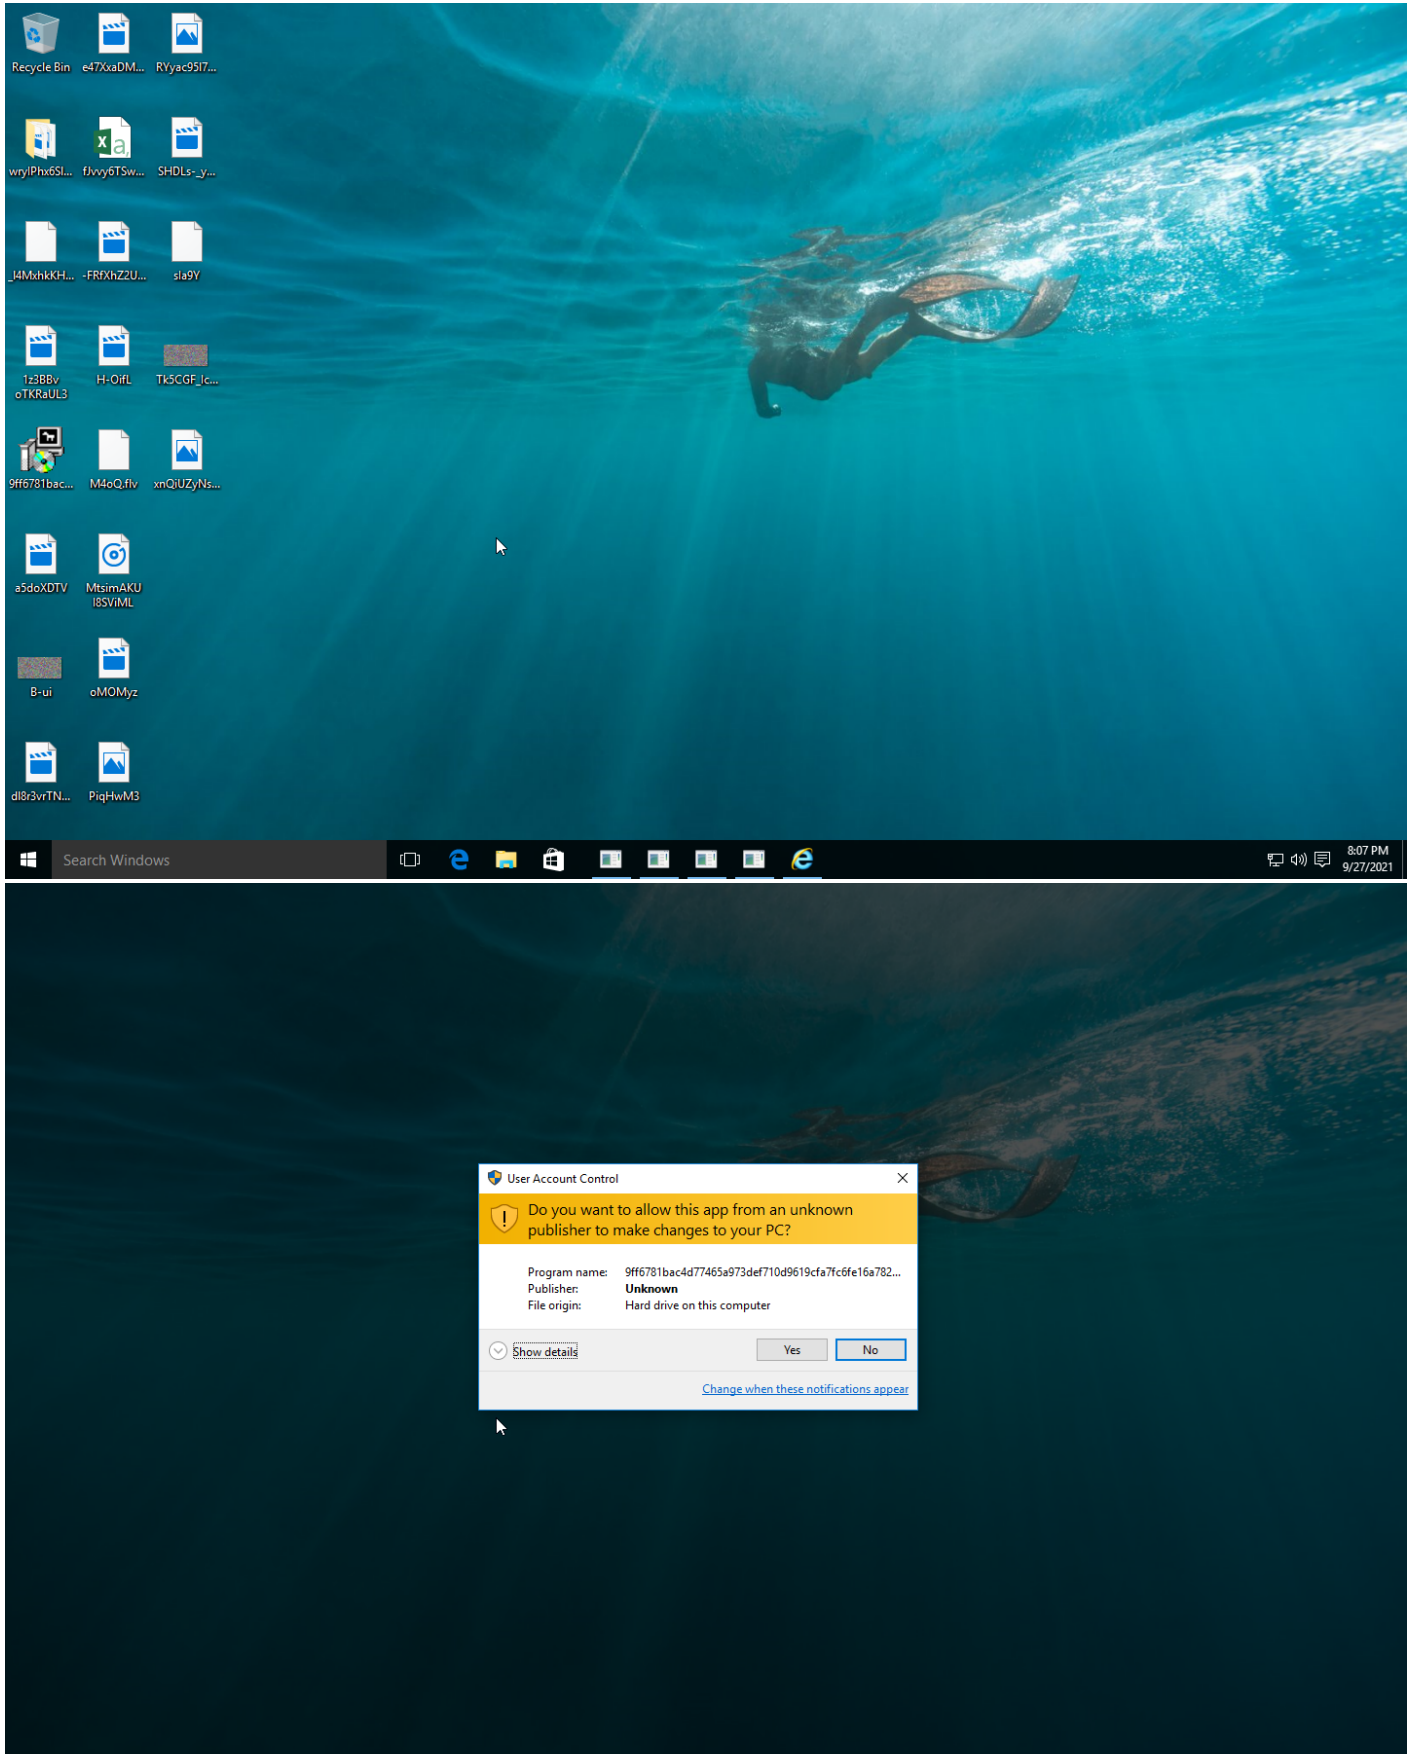 Recycle Bin
e47XxaDM...
RYyac95I7...
wrylPhx6Sl...
fJvvy6TSw...
SHDLs-_y...
_I4MxhkKH...
-FRfXhZ2U...
sla9Y
1z3BBv
oTKRaUL3
H-OifL
Tk5CGF_Ic...
9ff6781bac...
M4oQ.flv
xnQiUZyNs...
a5doXDTV
MtsimAKU
I8SViML
B-ui
oMOMyz
dI8r3vrTN...
PiqHwM3
Search Windows
8:07 PM
9/27/2021
User Account Control
Do you want to allow this app from an unknown
publisher to make changes to your PC?
Program name: 9ff6781bac4d77465a973def710d9619cfa7fc6fe16a782...
Publisher: Unknown
File origin: Hard drive on this computer
Show details
Yes
No
Change when these notifications appear